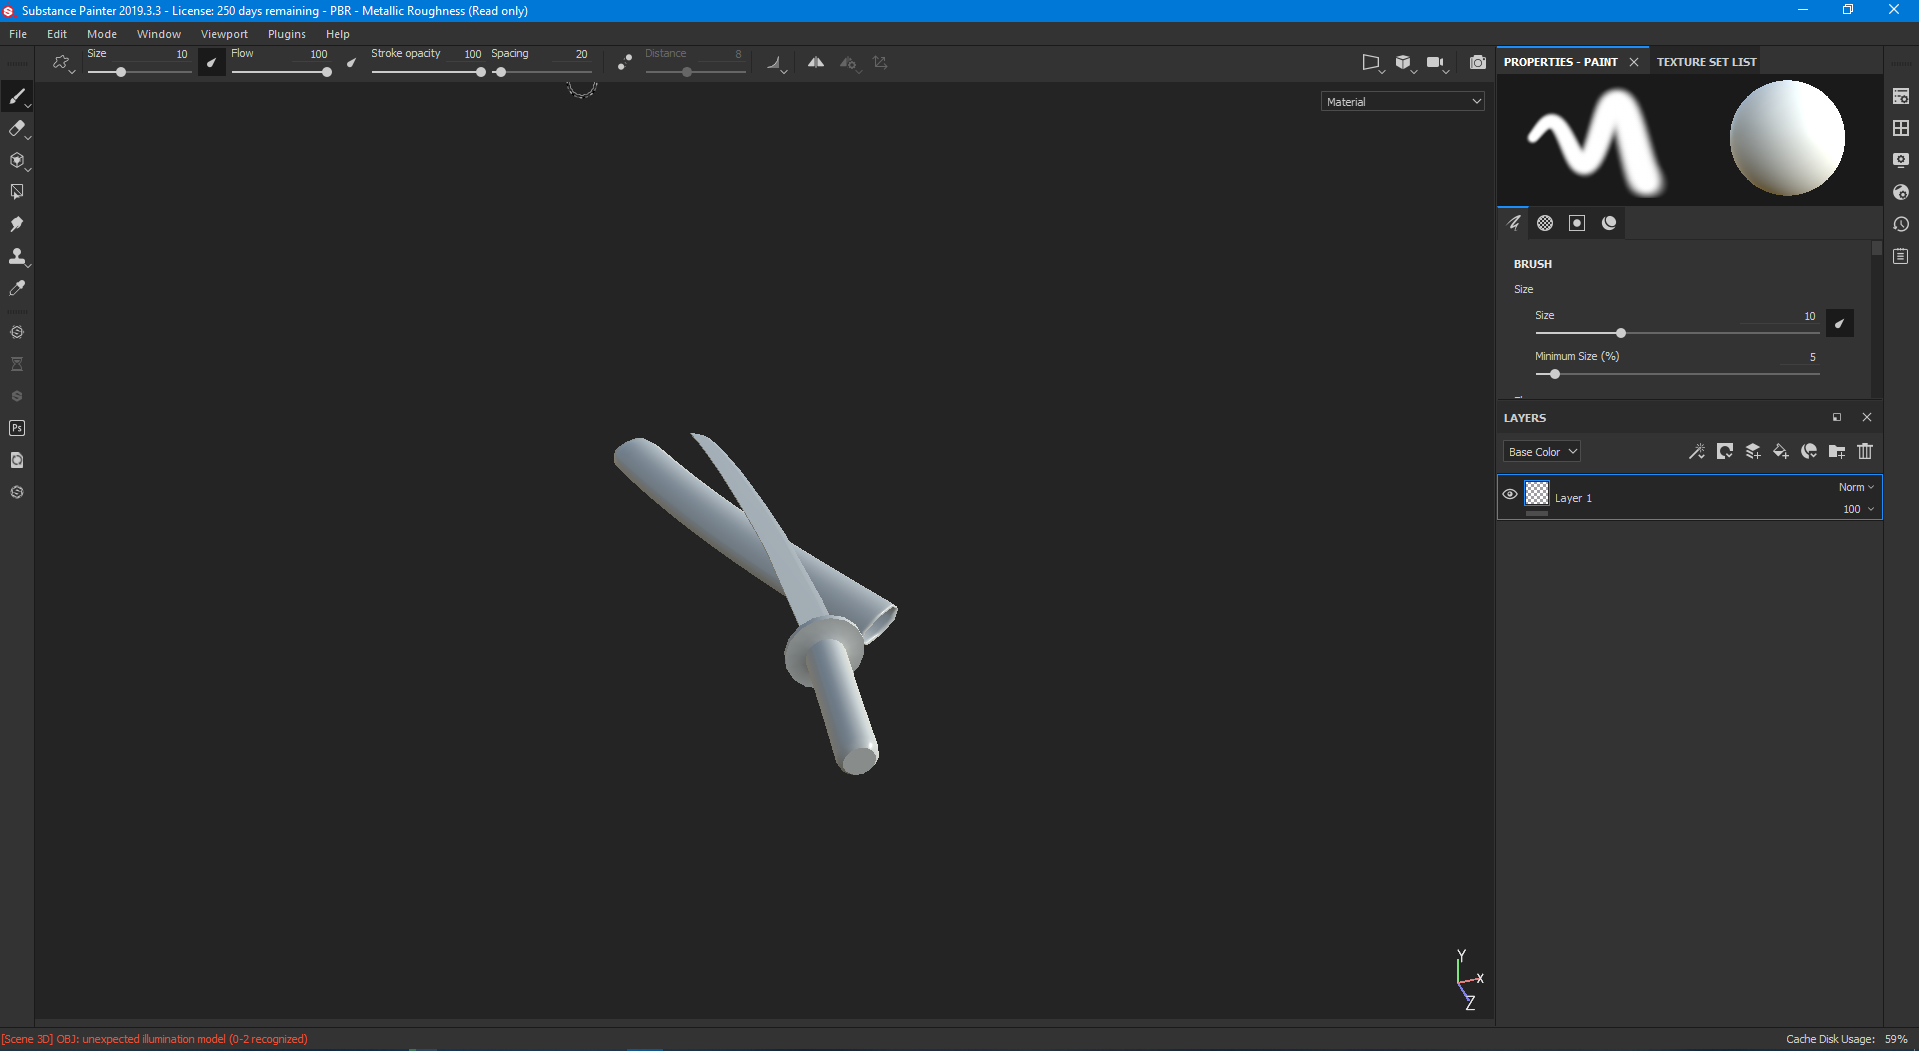 Substance Painter 2019.3.3 - License: 250 days remaining - PBR - Metallic Roughness (Read only)
File Edit Mode Window Viewport Plugins Help
Size 10 Flow 100 Stroke opacity 100 Spacing 20 Distance 8
Material
PROPERTIES - PAINT TEXTURE SET LIST
BRUSH
Size
Size 10
Minimum Size (%) 5
LAYERS
Base Color
Norm
Layer 1
100
Ps
Y
X
Z
[Scene 3D] OBJ: unexpected illumination model (0-2 recognized)
Cache Disk Usage: 59%